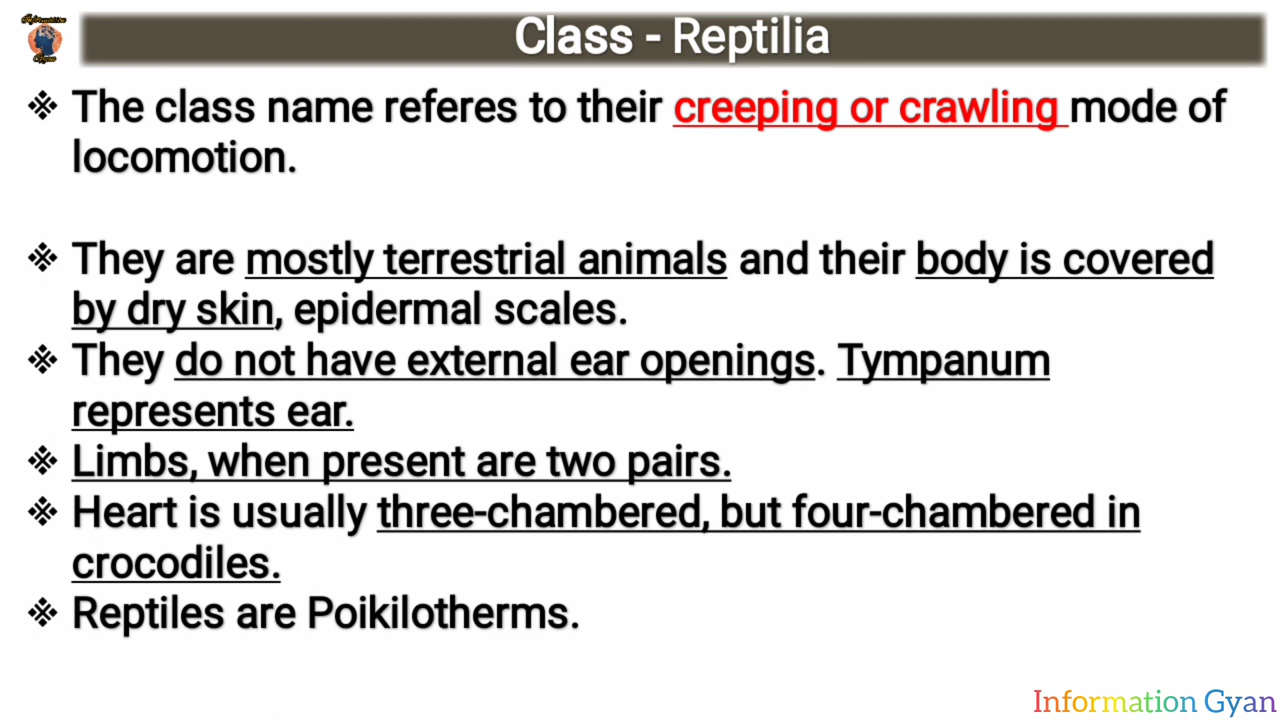 Information
Gyan
Class - Reptilia
❖ The class name referes to their creeping or crawling mode of
locomotion.
❖ They are mostly terrestrial animals and their body is covered
by dry skin, epidermal scales.
❖ They do not have external ear openings. Tympanum
represents ear.
❖ Limbs, when present are two pairs.
❖ Heart is usually three-chambered, but four-chambered in
crocodiles.
❖ Reptiles are Poikilotherms.
Information Gyan